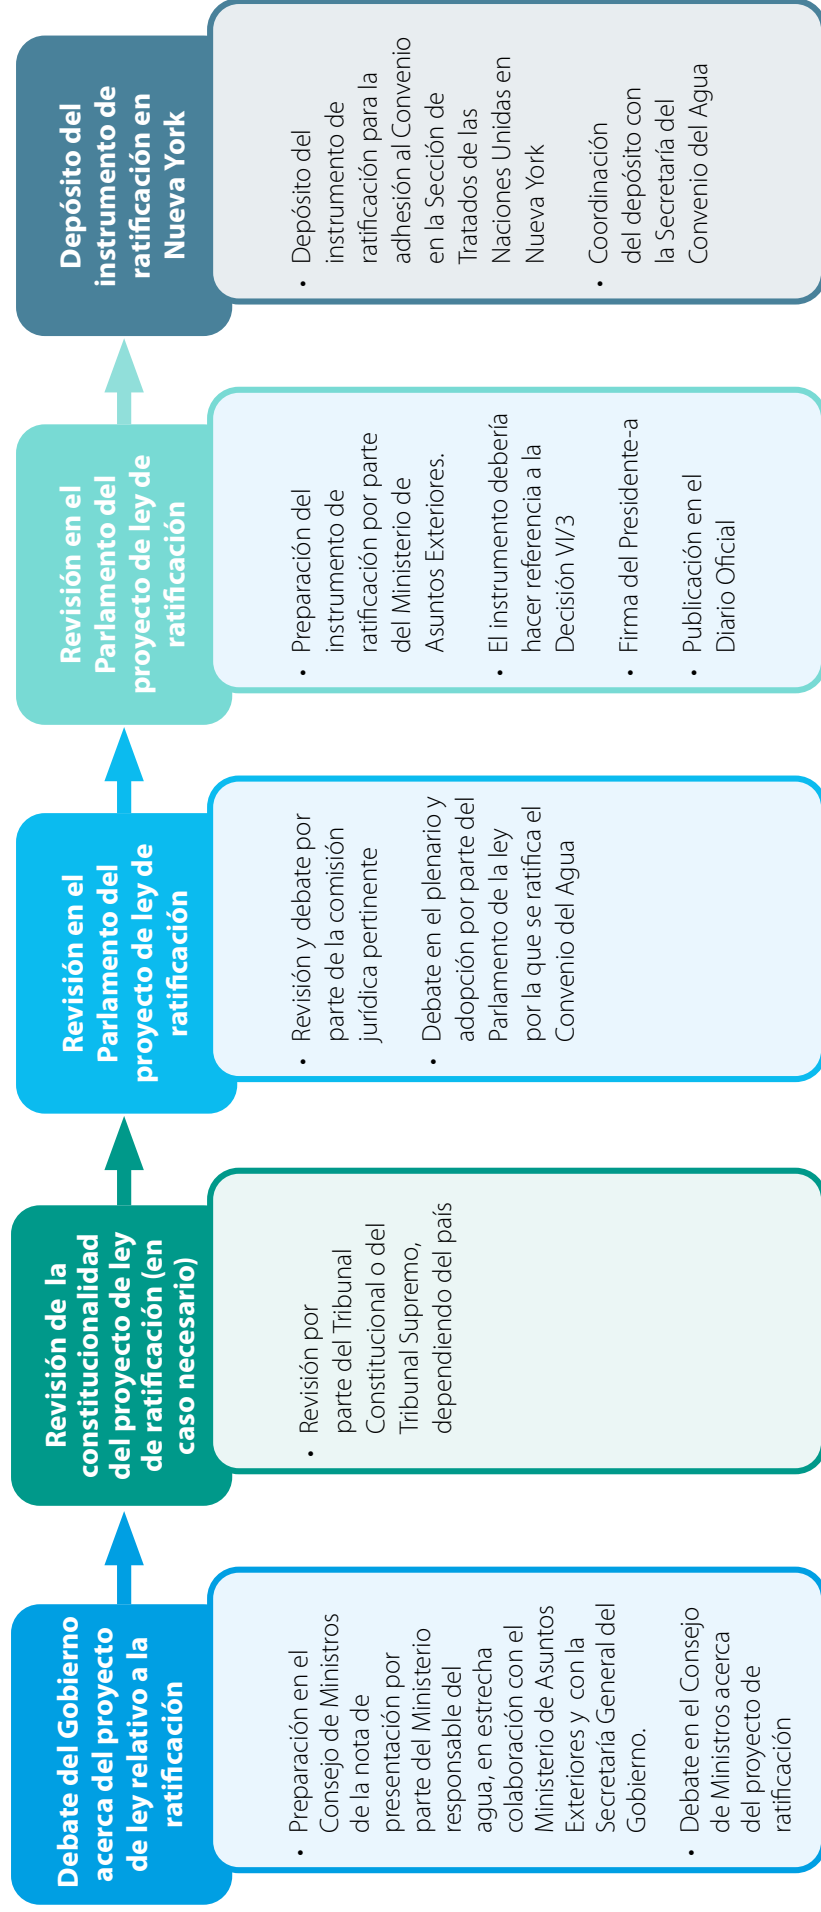 Debate del Gobierno
acerca del proyecto
de ley relativo a la
ratificación
• Preparación en el
Consejo de Ministros
de la nota de
presentación por
parte del Ministerio
responsable del
agua, en estrecha
colaboración con el
Ministerio de Asuntos
Exteriores y con la
Secretaría General del
Gobierno.
• Debate en el Consejo
de Ministros acerca
del proyecto de
ratificación
Revisión de la
constitucionalidad
del proyecto de ley
de ratificación (en
caso necesario)
• Revisión por
parte del Tribunal
Constitucional o del
Tribunal Supremo,
dependiendo del país
Revisión en el
Parlamento del
proyecto de ley de
ratificación
• Revisión y debate por
parte de la comisión
jurídica pertinente
• Debate en el plenario y
adopción por parte del
Parlamento de la ley
por la que se ratifica el
Convenio del Agua
Revisión en el
Parlamento del
proyecto de ley de
ratificación
• Preparación del
instrumento de
ratificación por parte
del Ministerio de
Asuntos Exteriores.
• El instrumento debería
hacer referencia a la
Decisión VI/3
• Firma del Presidente-a
• Publicación en el
Diario Oficial
Depósito del
instrumento de
ratificación en
Nueva York
• Depósito del
instrumento de
ratificación para la
adhesión al Convenio
en la Sección de
Tratados de las
Naciones Unidas en
Nueva York
• Coordinación
del depósito con
la Secretaría del
Convenio del Agua